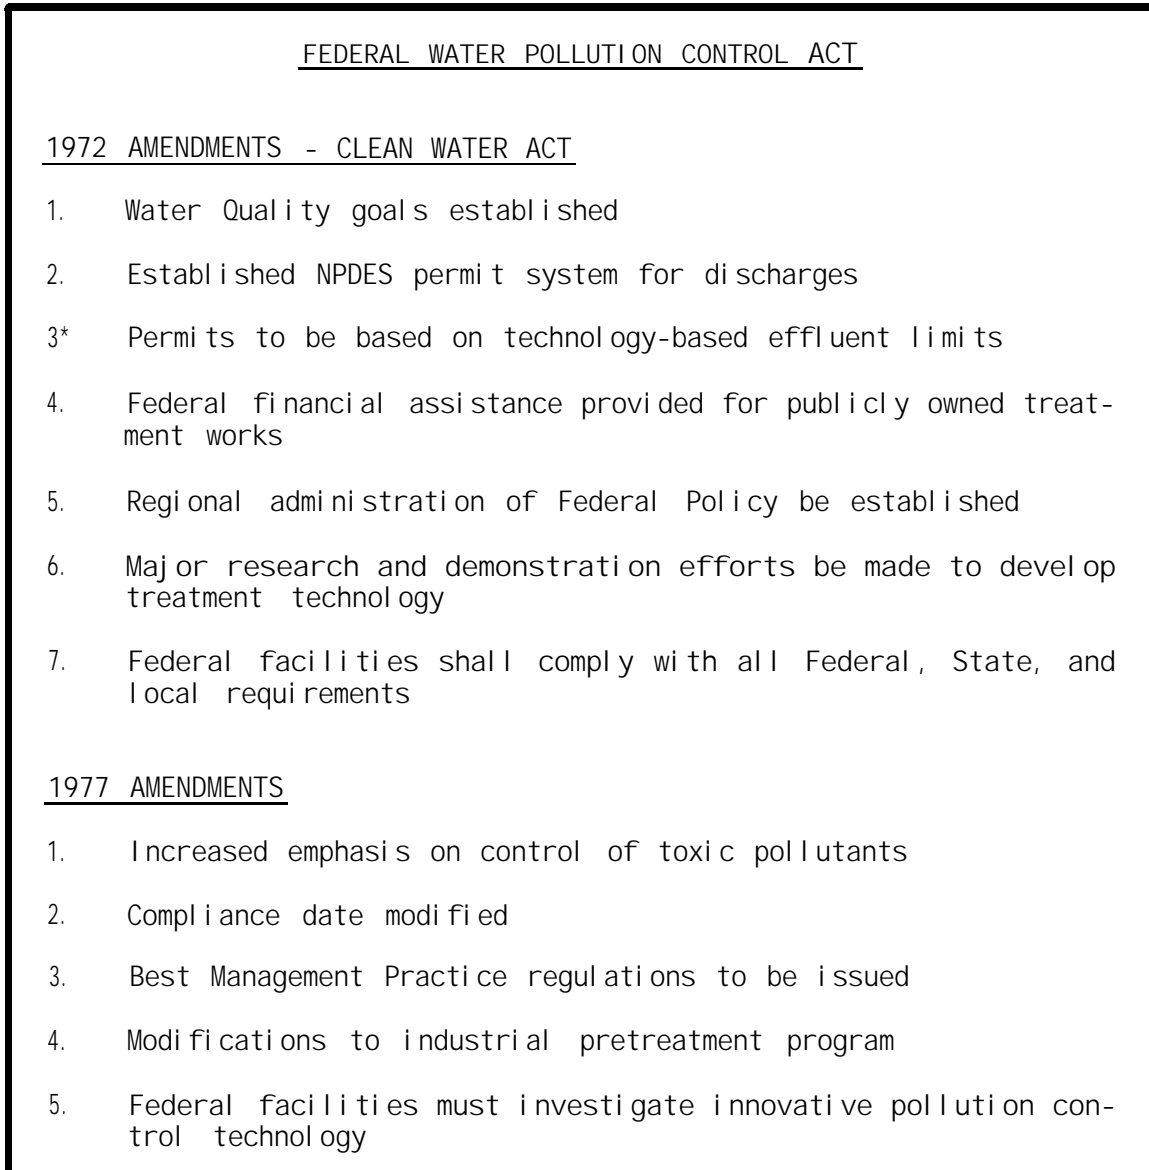 FEDERAL WATER POLLUTION CONTROL ACT
1972 AMENDMENTS - CLEAN WATER ACT
1. Water Quality goals established
2. Established NPDES permit system for discharges
3* Permits to be based on technology-based effluent limits
4. Federal financial assistance provided for publicly owned treat-
ment works
5. Regional administration of Federal Policy be established
6. Major research and demonstration efforts be made to develop
treatment technology
7. Federal facilities shall comply with all Federal, State, and
local requirements
1977 AMENDMENTS
1. Increased emphasis on control of toxic pollutants
2. Compliance date modified
3. Best Management Practice regulations to be issued
4. Modifications to industrial pretreatment program
5. Federal facilities must investigate innovative pollution con-
trol technology